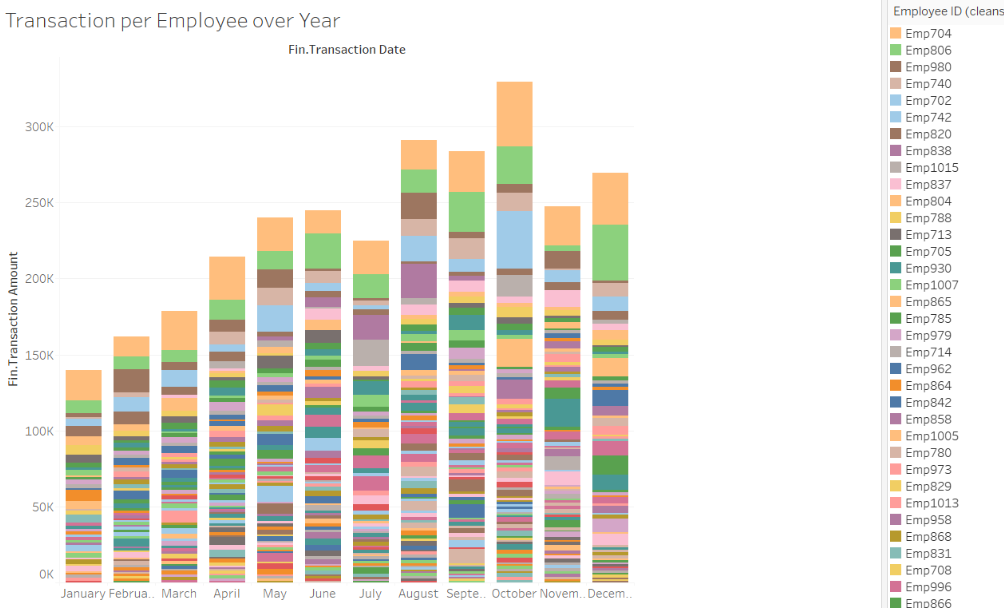 Transaction per Employee over Year
Fin.Transaction Date
Fin.Transaction Amount
300K
250K
200K
150K
100K
50K
0K
January Februa.. March April May June July August Septe.. October Novem.. Decem..
Employee ID (cleans
Emp704
Emp806
Emp980
Emp740
Emp702
Emp742
Emp820
Emp838
Emp1015
Emp837
Emp804
Emp788
Emp713
Emp705
Emp930
Emp1007
Emp865
Emp785
Emp979
Emp714
Emp962
Emp864
Emp842
Emp858
Emp1005
Emp780
Emp973
Emp829
Emp1013
Emp958
Emp868
Emp831
Emp708
Emp996
Emp866